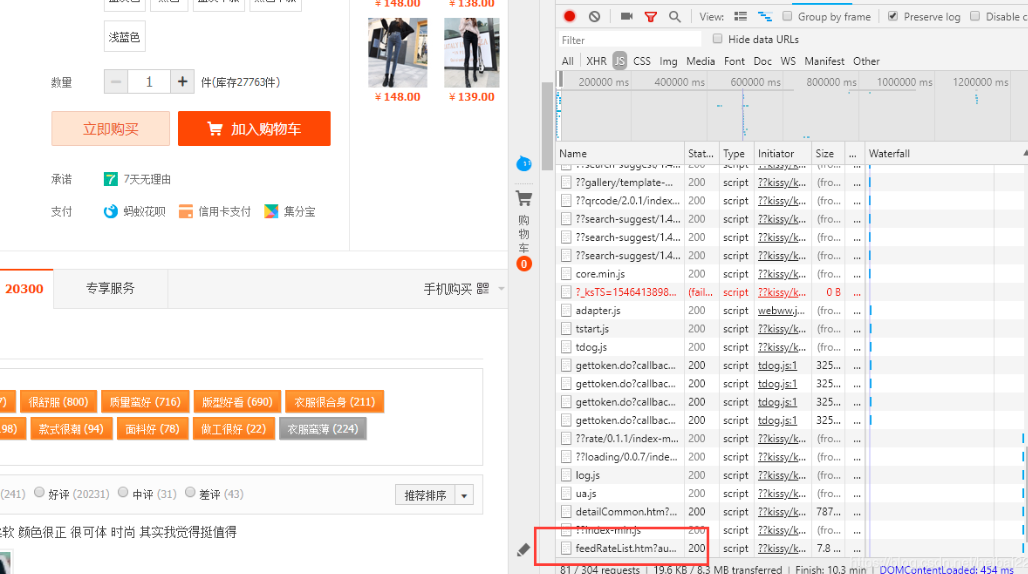 浅蓝色
数量 − 1 + 件(库存27763件)
立即购买 加入购物车
承诺 7 7天无理由
支付 蚂蚁花呗 信用卡支付 集分宝
￥148.00 ￥138.00
￥148.00 ￥139.00
购
物
车
0
20300 专享服务 手机购买
7) 很舒服 (800) 质里蛮好 (716) 版型好看 (690) 衣服很合身 (211)
98) 款式很潮 (94) 面料好 (78) 做工很好 (22) 衣服蛮薄 (224)
(241) 好评 (20231) 中评 (31) 差评 (43) 推荐排序
软 颜色很正 很可体 时尚 其实我觉得挺值得
View: Group by frame Preserve log Disable c
Filter Hide data URLs
All XHR JS CSS Img Media Font Doc WS Manifest Other
200000 ms 400000 ms 600000 ms 800000 ms 1000000 ms 1200000 ms
Name Stat... Type Initiator Size ... Waterfall
??search-suggest/1.4... 200 script ??kissy/k... (fro... ...
??gallery/template-... 200 script ??kissy/k... (fro... ...
??qrcode/2.0.1/index... 200 script ??kissy/k... (fro... ...
??search-suggest/1.4... 200 script ??kissy/k... (fro... ...
??search-suggest/1.4... 200 script ??kissy/k... (fro... ...
??search-suggest/1.4... 200 script ??kissy/k... (fro... ...
core.min.js 200 script ??kissy/k... (fro... ...
?_ksTS=1546413898... (fail... script ??kissy/k... 0 B ...
adapter.js 200 script webww.j... (fro... ...
tstart.js 200 script ??kissy/k... (fro... ...
tdog.js 200 script ??kissy/k... (fro... ...
gettoken.do?callbac... 200 script tdog.js:1 325... ...
gettoken.do?callbac... 200 script tdog.js:1 325... ...
gettoken.do?callbac... 200 script tdog.js:1 325... ...
gettoken.do?callbac... 200 script tdog.js:1 325... ...
??rate/0.1.1/index-m... 200 script ??kissy/k... (fro... ...
??loading/0.0.7/inde... 200 script ??kissy/k... (fro... ...
log.js 200 script ??kissy/k... (fro... ...
ua.js 200 script ??kissy/k... (fro... ...
detailCommon.htm?... 200 script ??kissy/k... 787... ...
??index-min.js 200 script ??kissy/k... (fro... ...
feedRateList.htm?au... 200 script ??kissy/k... 7.8 ... ...
81 / 304 requests | 19.6 KB / 8.3 MB transferred | Finish: 10.3 min | DOMContentLoaded: 454 ms